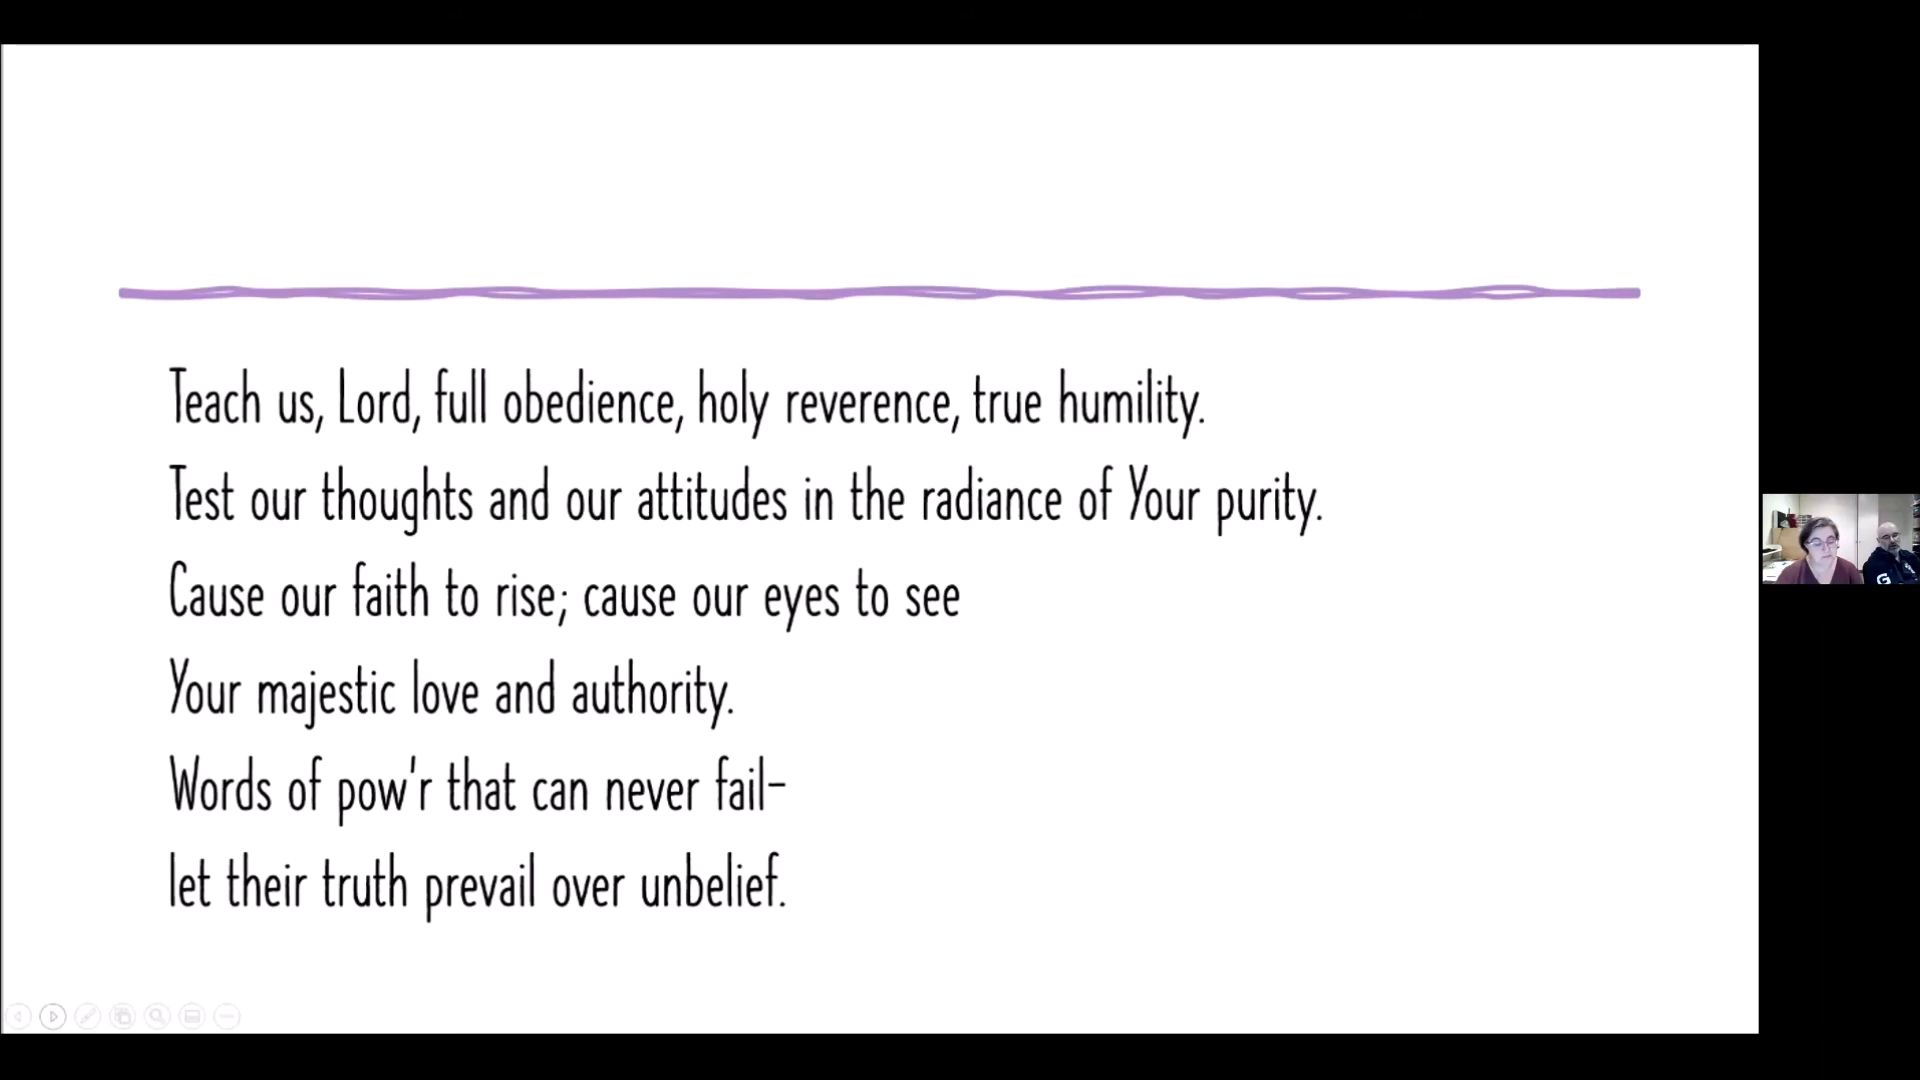 Teach us, Lord, full obedience, holy reverence, true humility.
Test our thoughts and our attitudes in the radiance of Your purity.
Cause our faith to rise; cause our eyes to see
Your majestic love and authority.
Words of pow'r that can never fail-
let their truth prevail over unbelief.
G